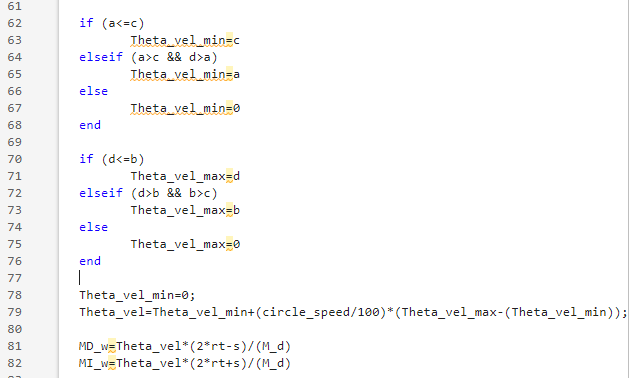 61
62 if (a<=c)
63 Theta_vel_min=c
64 elseif (a>c && d>a)
65 Theta_vel_min=a
66 else
67 Theta_vel_min=0
68 end
69
70 if (d<=b)
71 Theta_vel_max=d
72 elseif (d>b && b>c)
73 Theta_vel_max=b
74 else
75 Theta_vel_max=0
76 end
77
78 Theta_vel_min=0;
79 Theta_vel=Theta_vel_min+(circle_speed/100)*(Theta_vel_max-(Theta_vel_min));
80
81 MD_w=Theta_vel*(2*rt-s)/(M_d)
82 MI_w=Theta_vel*(2*rt+s)/(M_d)